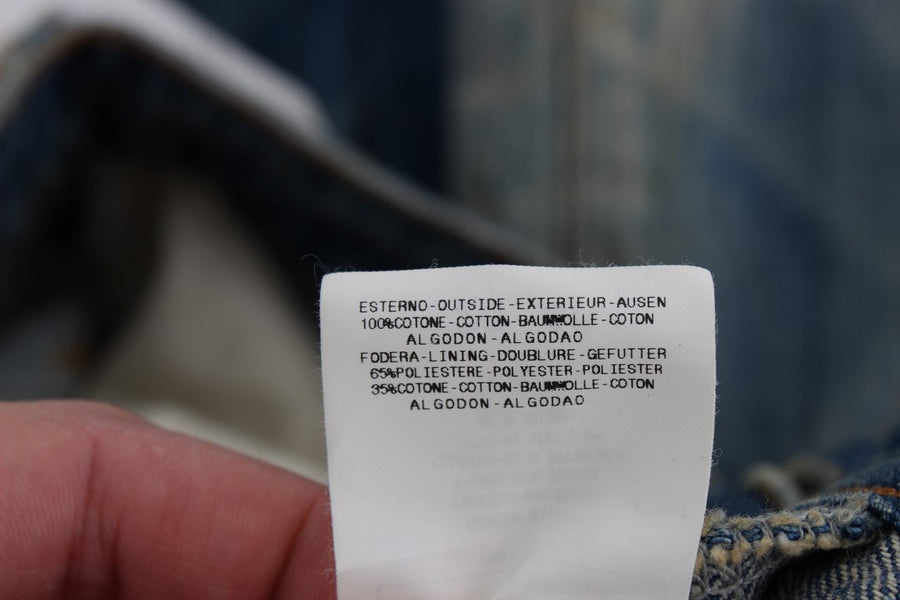 ESTERNO-OUTSIDE-EXTERIEUR-AUSEN
100%COTONE-COTTON-BAUMWOLLE-COTON
ALGODON-ALGODAO
FODERA-LINING-DOUBLURE-GEFUTTER
65%POLIESTERE-POLYESTER-POLIESTER
35%COTONE-COTTON-BAUMWOLLE-COTON
ALGODON-ALGODAO